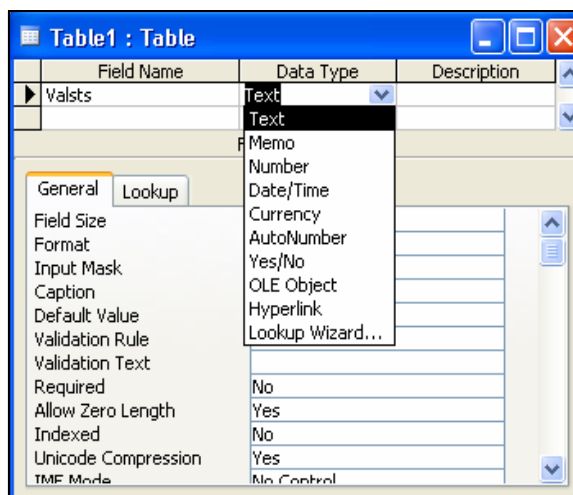 Table1 : Table
Field Name Data Type Description
Valsts Text
Text
Memo
Number
Date/Time
Currency
AutoNumber
Yes/No
OLE Object
Hyperlink
Lookup Wizard...
General Lookup
Field Size
Format
Input Mask
Caption
Default Value
Validation Rule
Validation Text
Required No
Allow Zero Length Yes
Indexed No
Unicode Compression Yes
IME Mode No Control